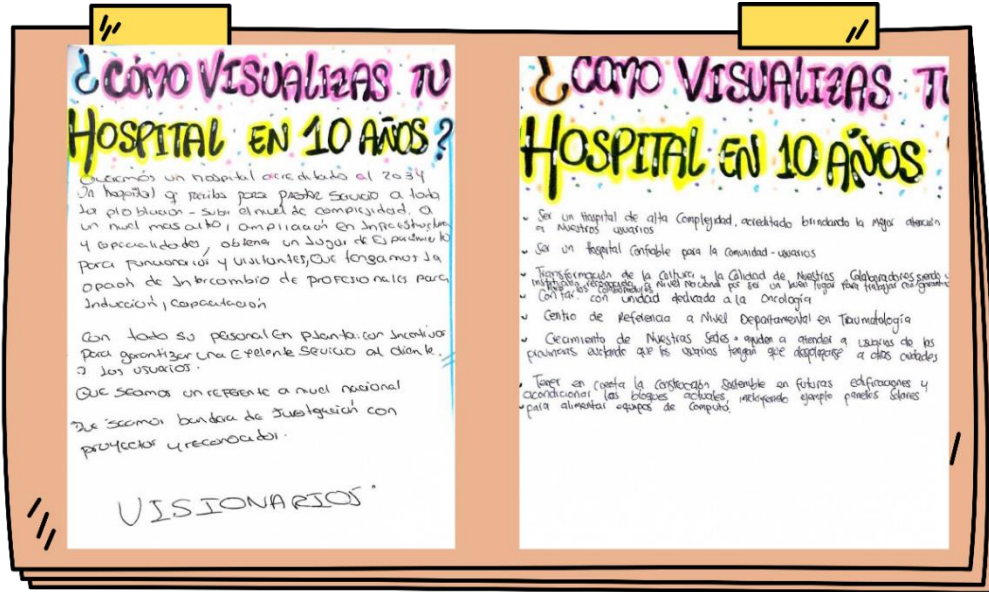 ¿CÓMO VISUALIZAS TU
HOSPITAL EN 10 AÑOS?
Queremos un hospital acreditado al 2034
Un hospital q permita para prestar Servicio a toda
la población - subir el nivel de complejidad, a
un nivel mas alto, ampliación en Infraestructura
y especialidades, obtener un lugar de Esparcimiento
para funcionarios y visitantes, Que tengamos la
opción de Intercambio de profesionales para
Inducción, capacitación
Con todo su personal En planta: con Incentivos
para garantizar una Exelente Servicio al cliente.
y los usuarios.
QUE Seamos un referente a nivel nacional
Que seamos bandera de Investigación con
proyectos y reconocidos.
VISIONARIOS
¿COMO VISUALIZAS TU
HOSPITAL EN 10 AÑOS
Ser un Hospital de alta Complejidad, acreditado brindando la mejor atención
a Nuestros usuarios
Ser un Hospital Confiable para la Comunidad - usuarios
Transformación de la Cultura y la Calidad de Nuestros Colaboradores siendo
institución reconocida a Nivel Nacional por ser un buen lugar para trabajar con
los colaboradores
Contar con unidad dedicada a la Oncología
Centro de Referencia a Nivel Departamental en Traumatología
Crecimiento de Nuestras Sedes - ayuden a atender a usuarios de las
provincias evitando que los usuarios tengan que desplazarse a otras ciudades
Tener en cuenta la construcción Sostenible en futuras edificaciones y
acondicionar los bloques actuales, incluyendo ejemplo paneles solares
para alimentar equipos de computo.